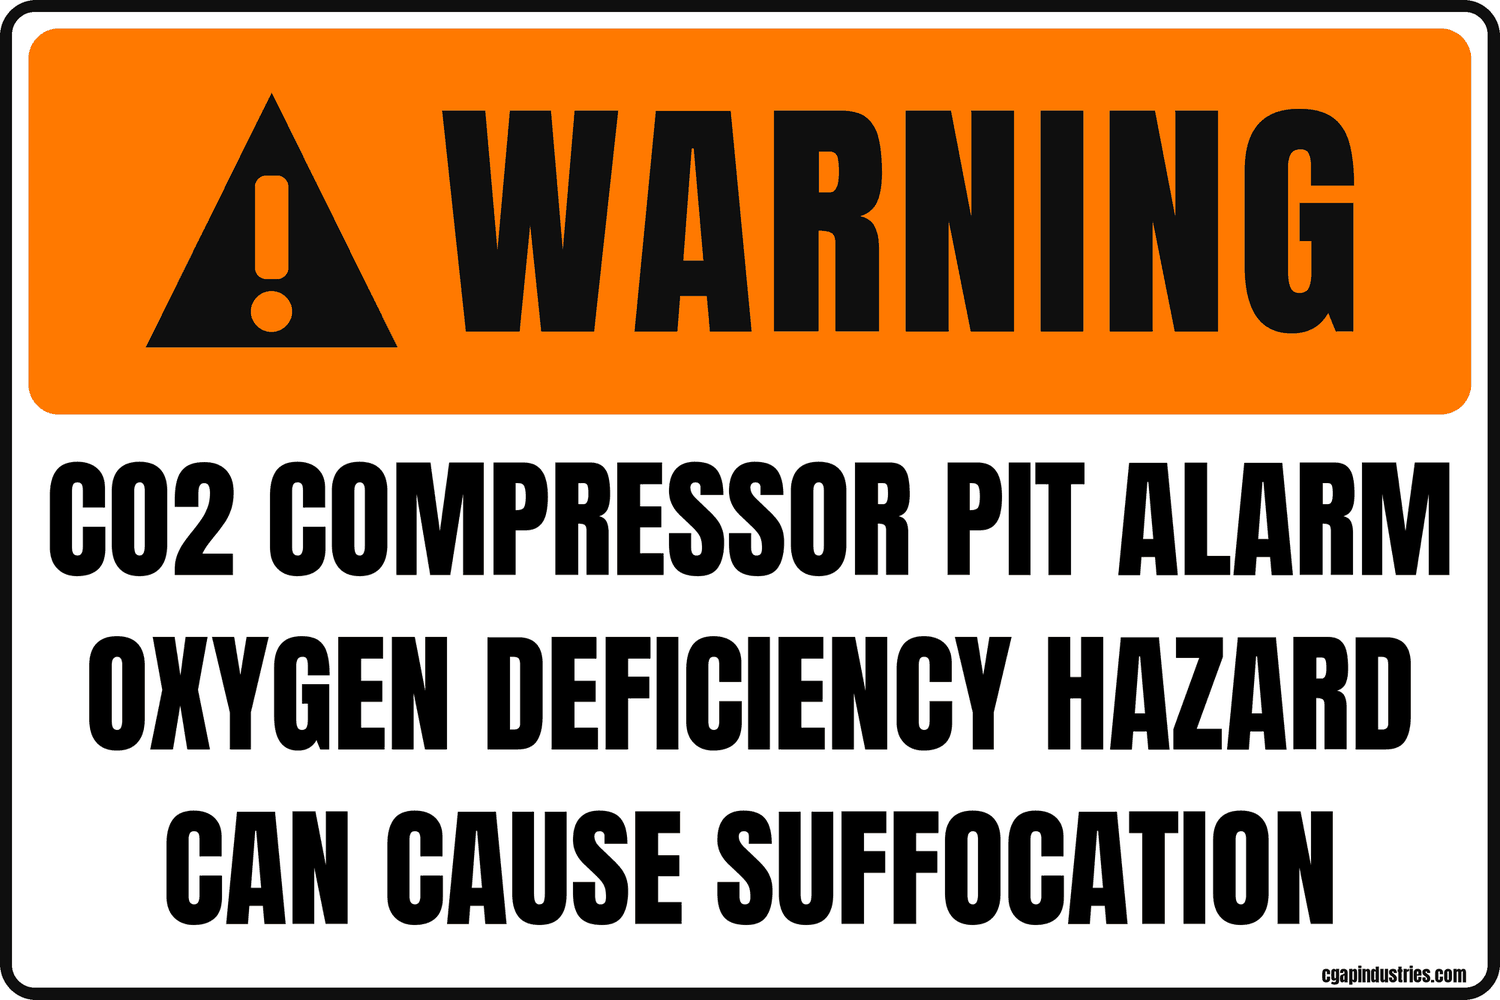 WARNING
CO2 COMPRESSOR PIT ALARM
OXYGEN DEFICIENCY HAZARD
CAN CAUSE SUFFOCATION
cgapindustries.com